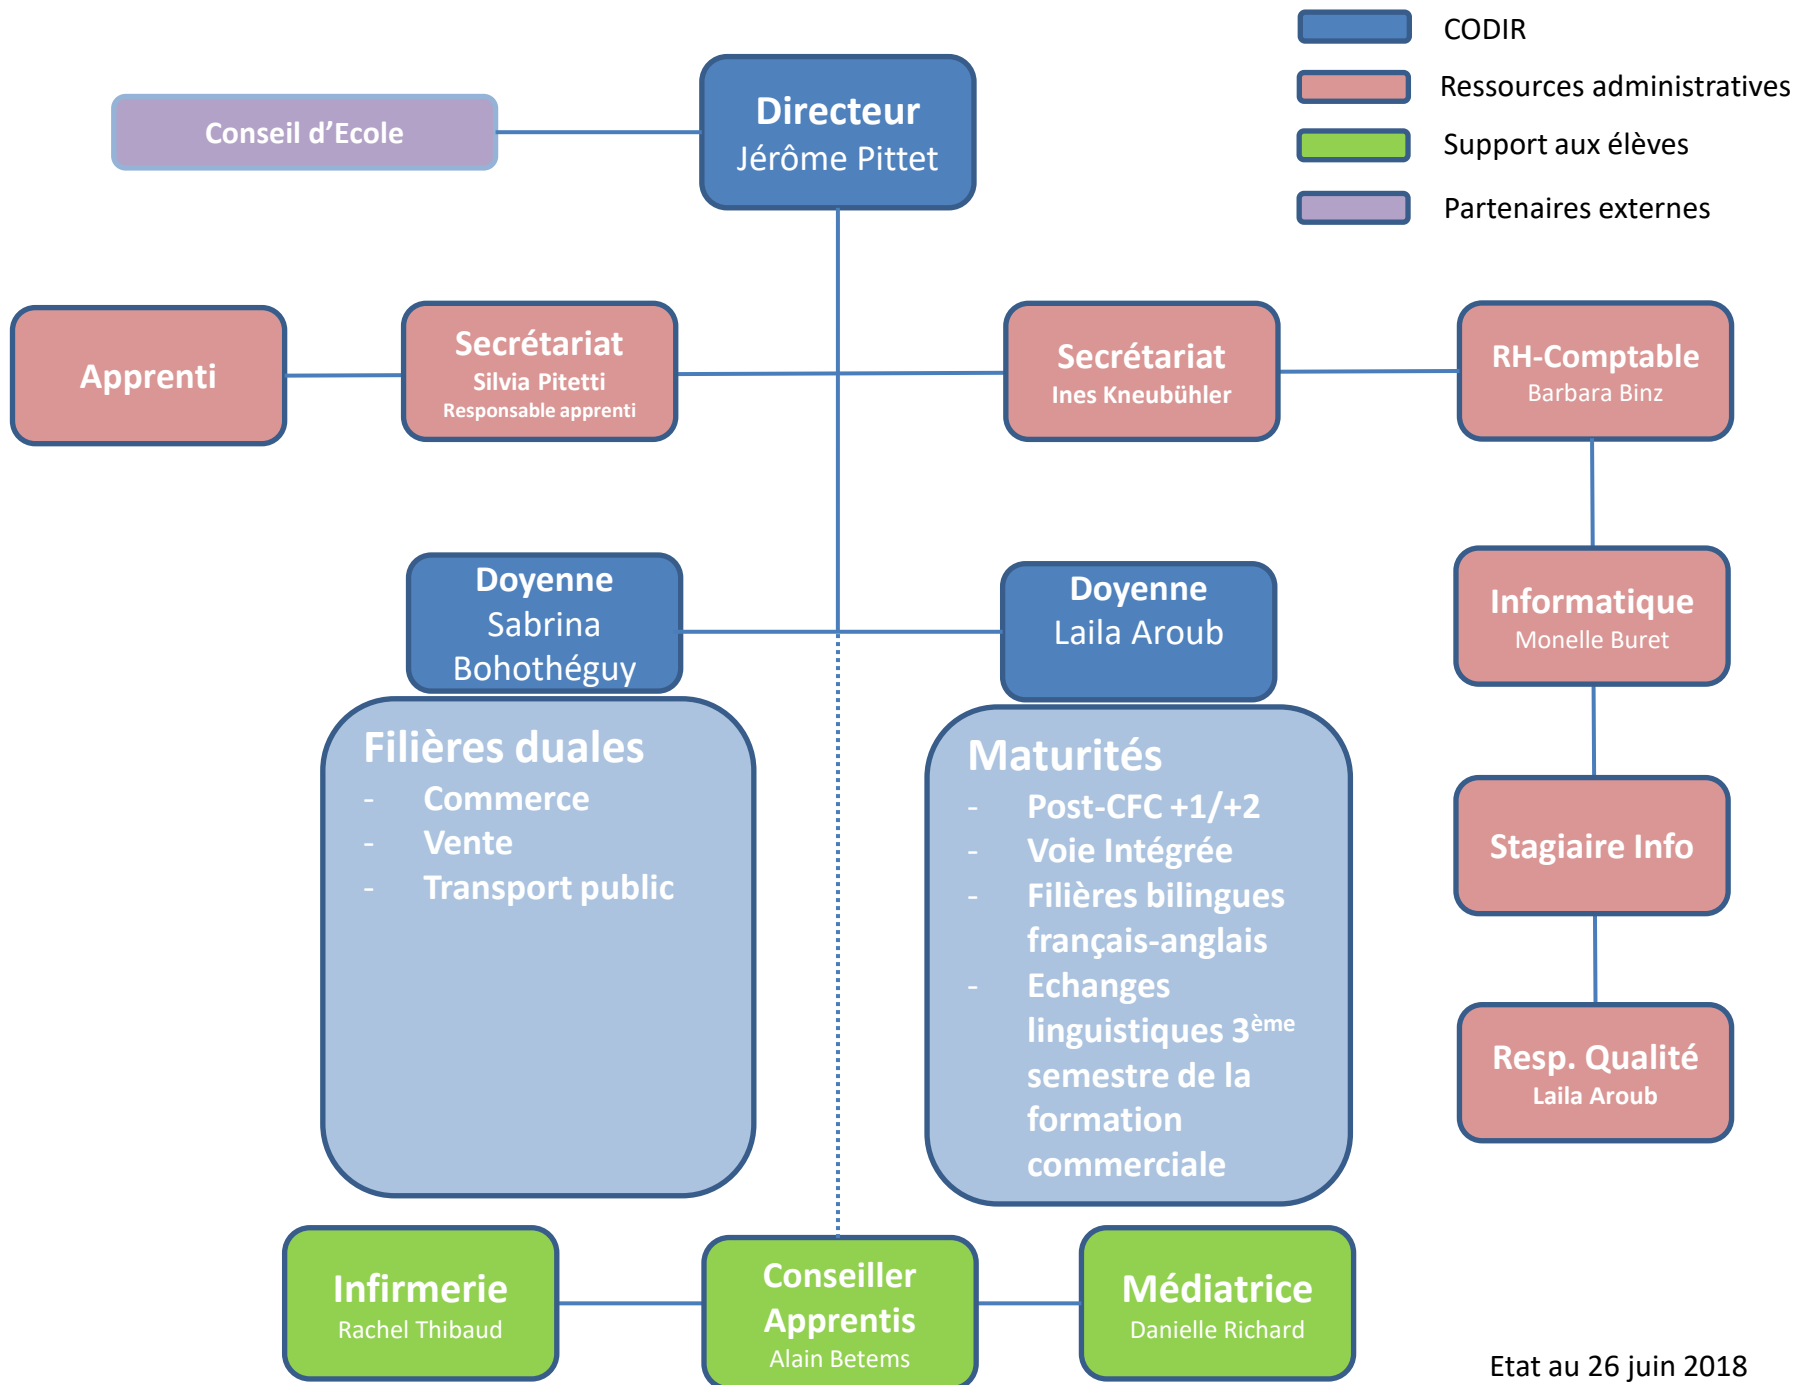 CODIR
Ressources administratives
Support aux élèves
Partenaires externes
Conseil d'Ecole
Directeur
Jérôme Pittet
Apprenti
Secrétariat
Silvia Pitetti
Responsable apprenti
Secrétariat
Ines Kneubühler
RH-Comptable
Barbara Binz
Doyenne
Sabrina
Bohothéguy
Doyenne
Laila Aroub
Informatique
Monelle Buret
Filières duales
- Commerce
- Vente
- Transport public
Maturités
- Post-CFC +1/+2
- Voie Intégrée
- Filières bilingues
français-anglais
- Echanges
linguistiques 3ème
semestre de la
formation
commerciale
Stagiaire Info
Resp. Qualité
Laila Aroub
Infirmerie
Rachel Thibaud
Conseiller
Apprentis
Alain Betems
Médiatrice
Danielle Richard
Etat au 26 juin 2018